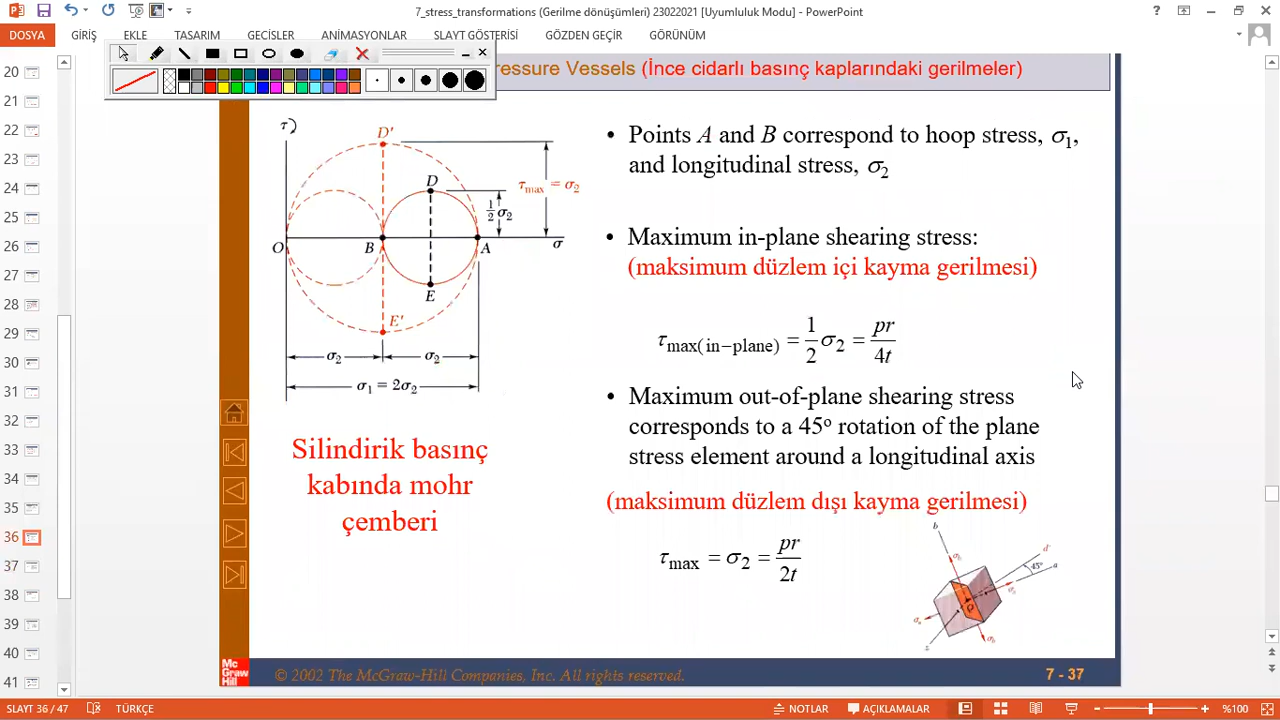 7_stress_transformations (Gerilme dönüşümleri) 23022021 [Uyumluluk Modu] - PowerPoint
DOSYA GİRİŞ EKLE TASARIM GEÇİŞLER ANİMASYONLAR SLAYT GÖSTERİSİ GÖZDEN GEÇİR GÖRÜNÜM
ressure Vessels (İnce cidarlı basınç kaplarındaki gerilmeler)
20
21
22
23
24
25
26
27
28
29
30
31
32
33
34
35
36
37
38
39
40
41
τ)
D'
D
τmax = σ2
1/2 σ2
O
B
A
σ
E
E'
σ2
σ2
σ1 = 2σ2
Silindirik basınç
kabında mohr
çemberi
• Points A and B correspond to hoop stress, σ1,
and longitudinal stress, σ2
• Maximum in-plane shearing stress:
(maksimum düzlem içi kayma gerilmesi)
τmax(in−plane) = 1/2 σ2 = pr/4t
• Maximum out-of-plane shearing stress
corresponds to a 45º rotation of the plane
stress element around a longitudinal axis
(maksimum düzlem dışı kayma gerilmesi)
τmax = σ2 = pr/2t
b
d'
45°
a
σb
σa
σa
σb
z
Mc
Graw
Hill
© 2002 The McGraw-Hill Companies, Inc. All rights reserved.
7 - 37
SLAYT 36 / 47 TÜRKÇE NOTLAR AÇIKLAMALAR %100